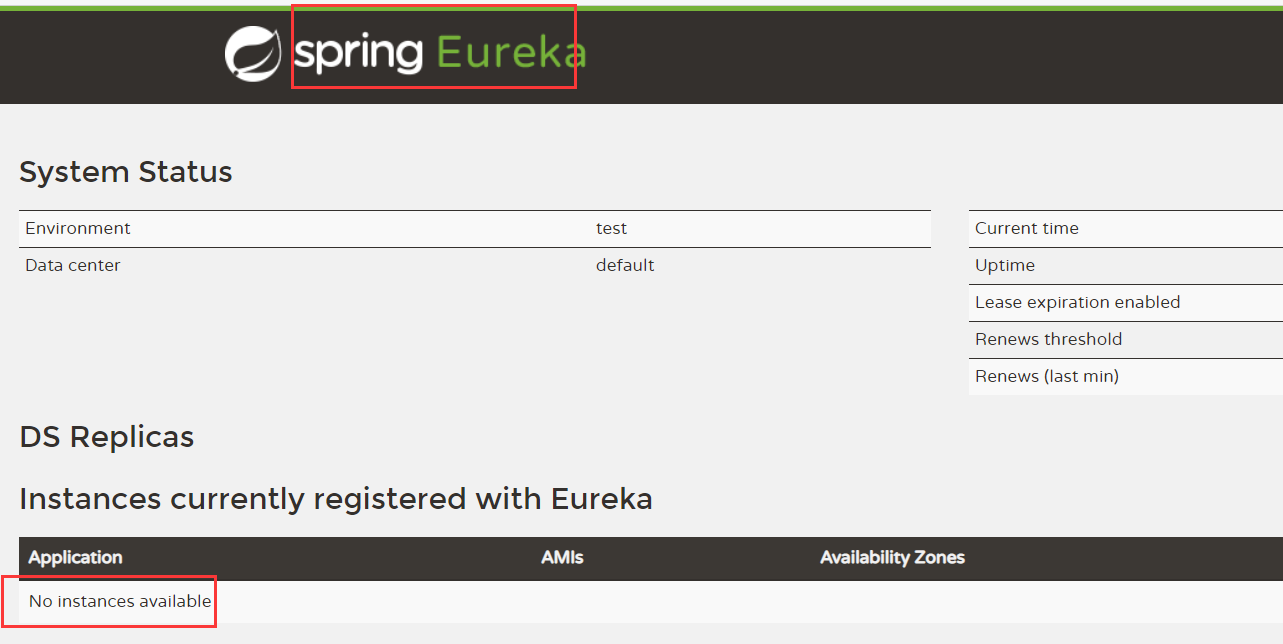 spring Eureka
System Status
Environment test
Data center default
Current time
Uptime
Lease expiration enabled
Renews threshold
Renews (last min)
DS Replicas
Instances currently registered with Eureka
Application AMIs Availability Zones
No instances available